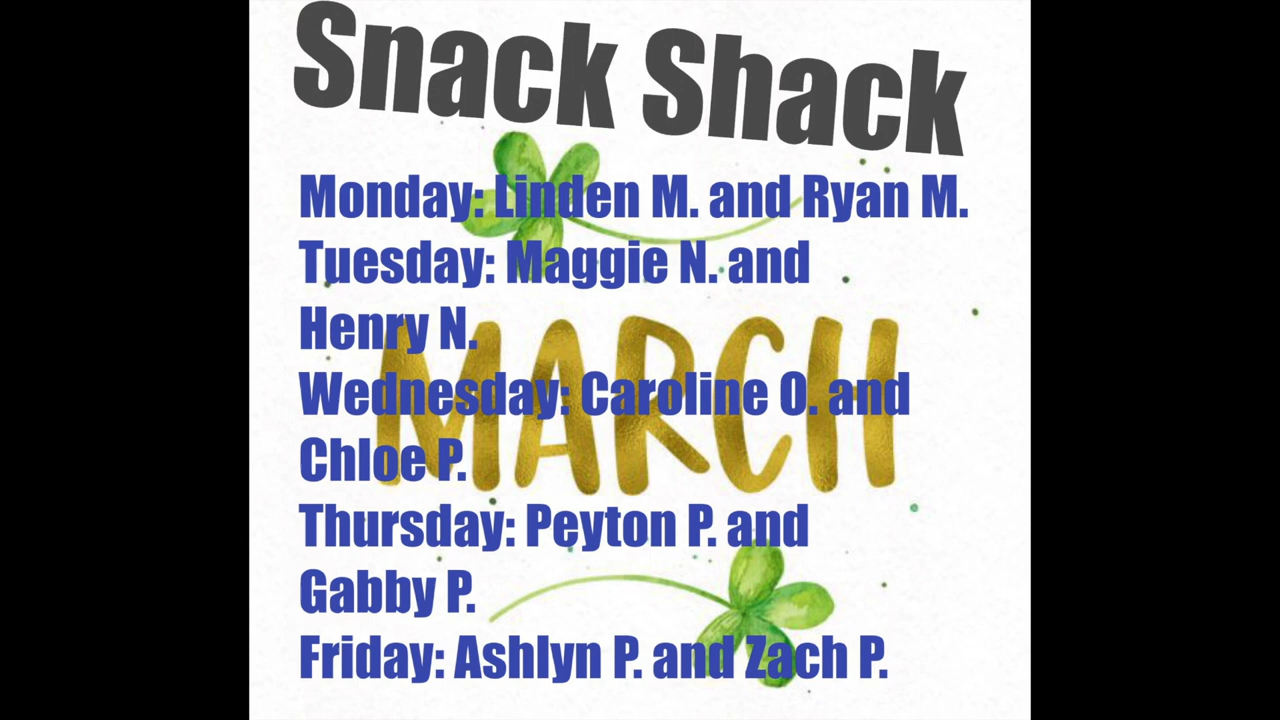 Snack Shack
Monday: Linden M. and Ryan M.
Tuesday: Maggie N. and
Henry N.
MARCH
Wednesday: Caroline O. and
Chloe P.
Thursday: Peyton P. and
Gabby P.
Friday: Ashlyn P. and Zach P.